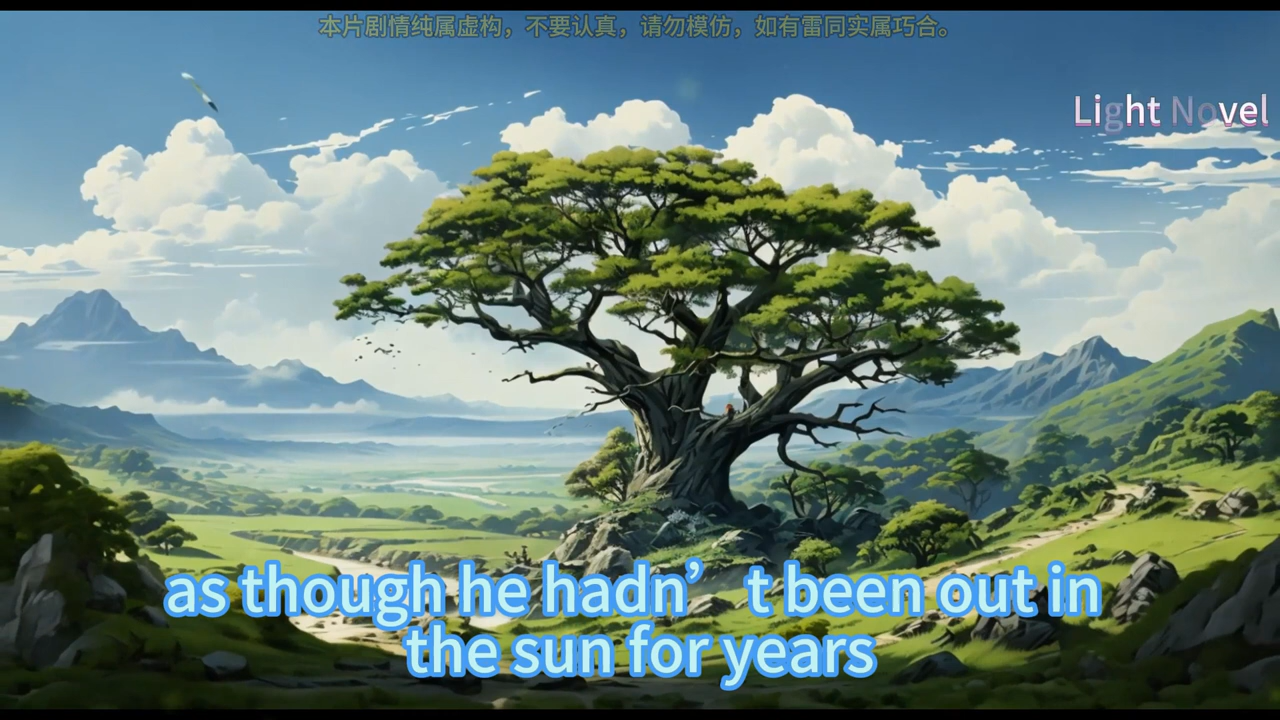 本片剧情纯属虚构，不要认真，请勿模仿，如有雷同实属巧合。
Light Novel
as though he hadn’t been out in
the sun for years